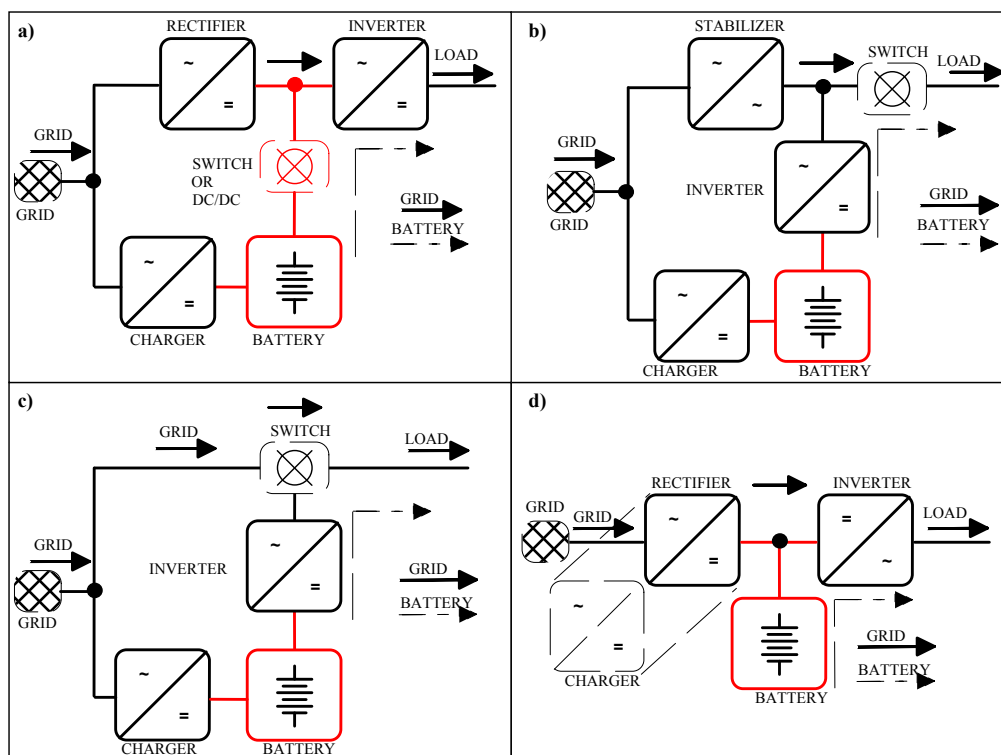 a)
RECTIFIER
INVERTER
LOAD
~
=
~
=
GRID
GRID
SWITCH
OR
DC/DC
GRID
BATTERY
~
=
CHARGER
BATTERY
b)
STABILIZER
SWITCH
LOAD
~
~
GRID
GRID
INVERTER
~
=
GRID
BATTERY
~
=
CHARGER
BATTERY
c)
GRID
SWITCH
LOAD
GRID
GRID
INVERTER
~
=
GRID
BATTERY
~
=
CHARGER
BATTERY
d)
RECTIFIER
INVERTER
GRID
GRID
LOAD
~
=
=
~
~
=
CHARGER
GRID
BATTERY
BATTERY